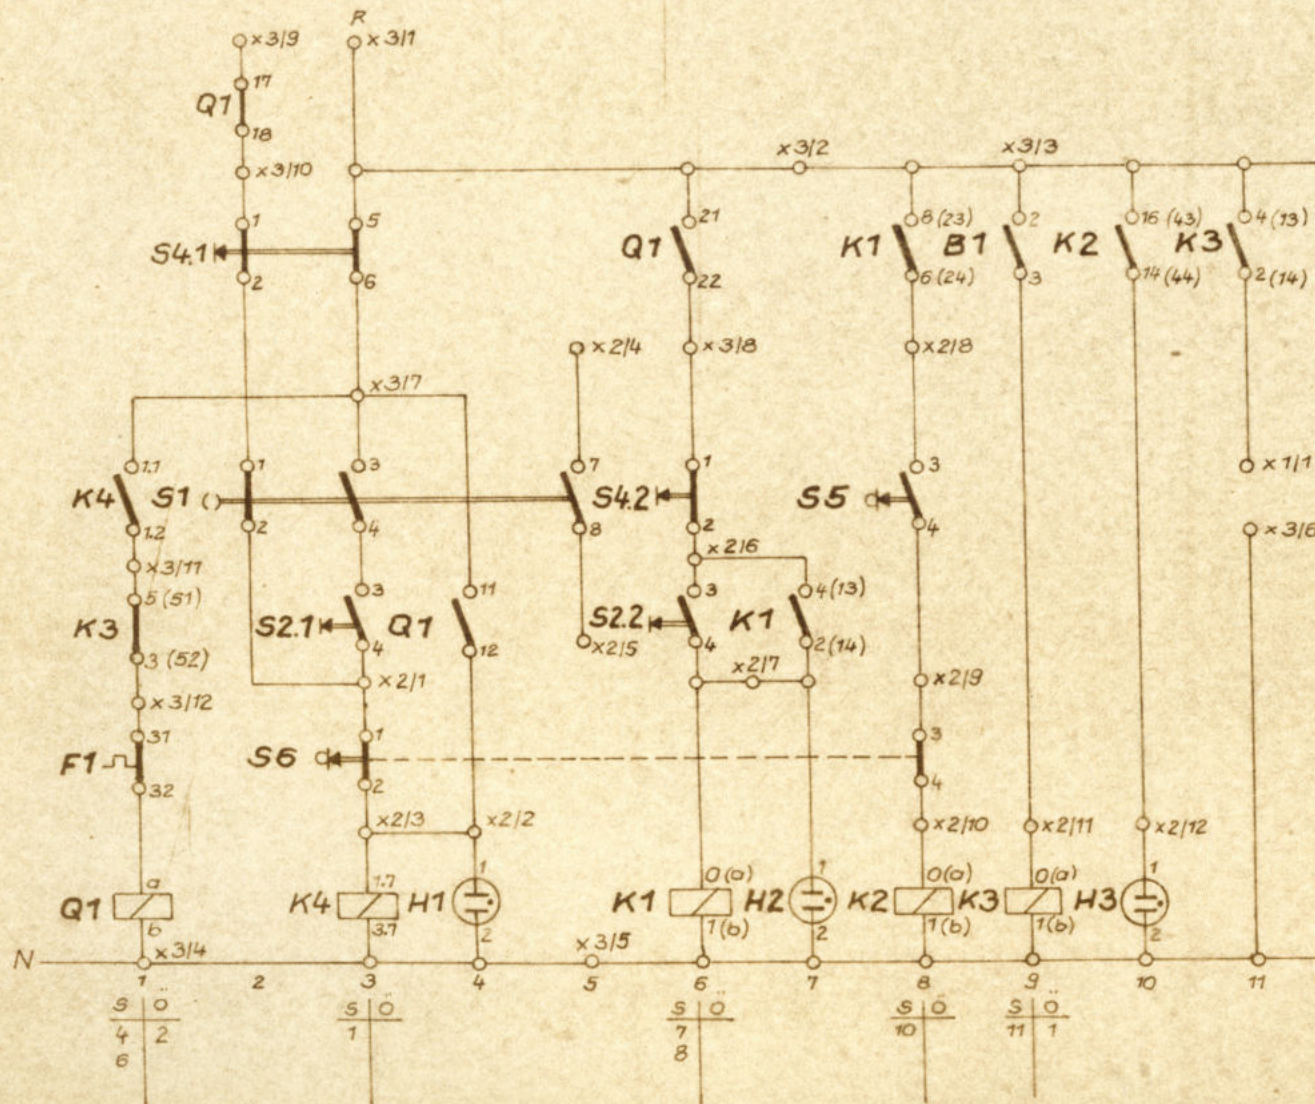 R
x3/9 x3/1
17
Q1
18
x3/2 x3/3
x3/10
1 5 21 8 (23) 2 16 (43) 4 (13)
S4.1 Q1 K1 B1 K2 K3
2 6 22 6 (24) 3 14 (44) 2 (14)
x2/4 x3/8 x2/8
x3/7
1.1 1 3 7 1 3 x1/1
K4 S1 S4.2 S5
1.2 2 4 8 2 4 x3/6
x2/6
x3/11
5 (51) 3 11 3 4 (13)
K3 S2.1 Q1 S2.2 K1
3 (52) 4 12 x2/5 4 2 (14)
x2/1 x2/7 x2/9
x3/12
31 1 3
F1 S6
32 2 4
x2/3 x2/2 x2/10 x2/11 x2/12
a 1.7 1 0(a) 1 0(a) 0(a) 1
Q1 K4 H1 K1 H2 K2 K3 H3
b 3.7 2 1(b) 2 1(b) 1(b) 2
N x3/4 x3/5
1 2 3 4 5 6 7 8 9 10 11
S Ö S Ö S Ö S Ö S Ö
4 2 1 7 10 11 1
6 8